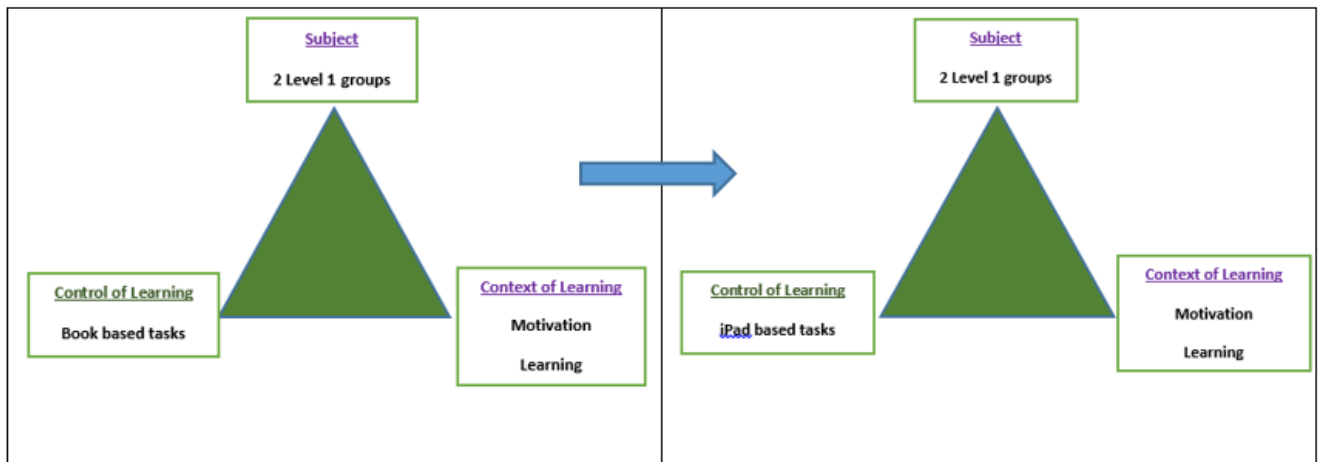 Subject
2 Level 1 groups
Control of Learning
Book based tasks
Context of Learning
Motivation
Learning
Subject
2 Level 1 groups
Control of Learning
iPad based tasks
Context of Learning
Motivation
Learning